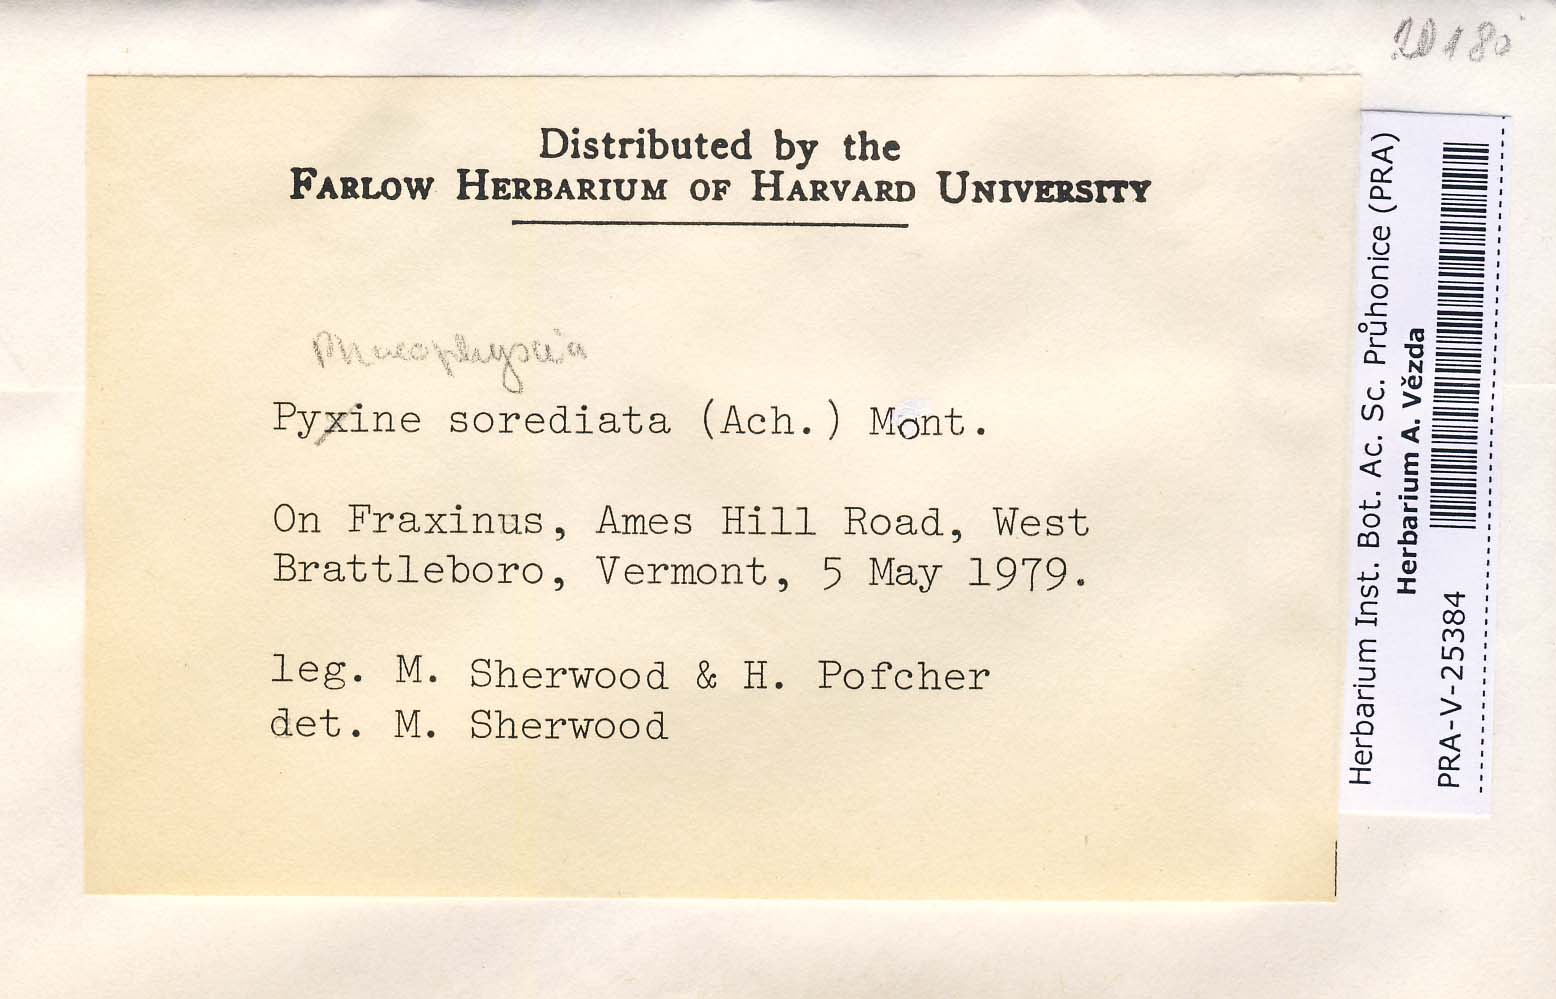 Distributed by the
FARLOW HERBARIUM OF HARVARD UNIVERSITY
Phaeophyscia
Pyxine sorediata (Ach.) Mont.
On Fraxinus, Ames Hill Road, West
Brattleboro, Vermont, 5 May 1979.
leg. M. Sherwood & H. Pofcher
det. M. Sherwood
Herbarium Inst. Bot. Ac. Sc. Průhonice (PRA)
Herbarium A. Vězda
PRA-V-25384